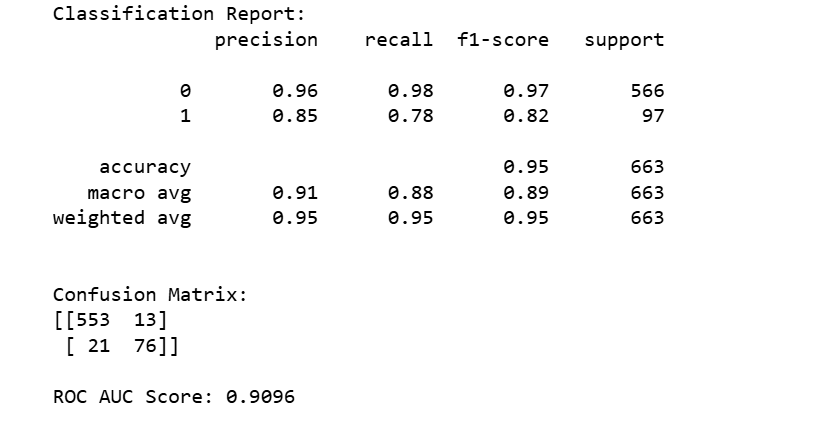 Classification Report:
precision recall f1-score support
0 0.96 0.98 0.97 566
1 0.85 0.78 0.82 97
accuracy 0.95 663
macro avg 0.91 0.88 0.89 663
weighted avg 0.95 0.95 0.95 663
Confusion Matrix:
[[553 13]
[ 21 76]]
ROC AUC Score: 0.9096